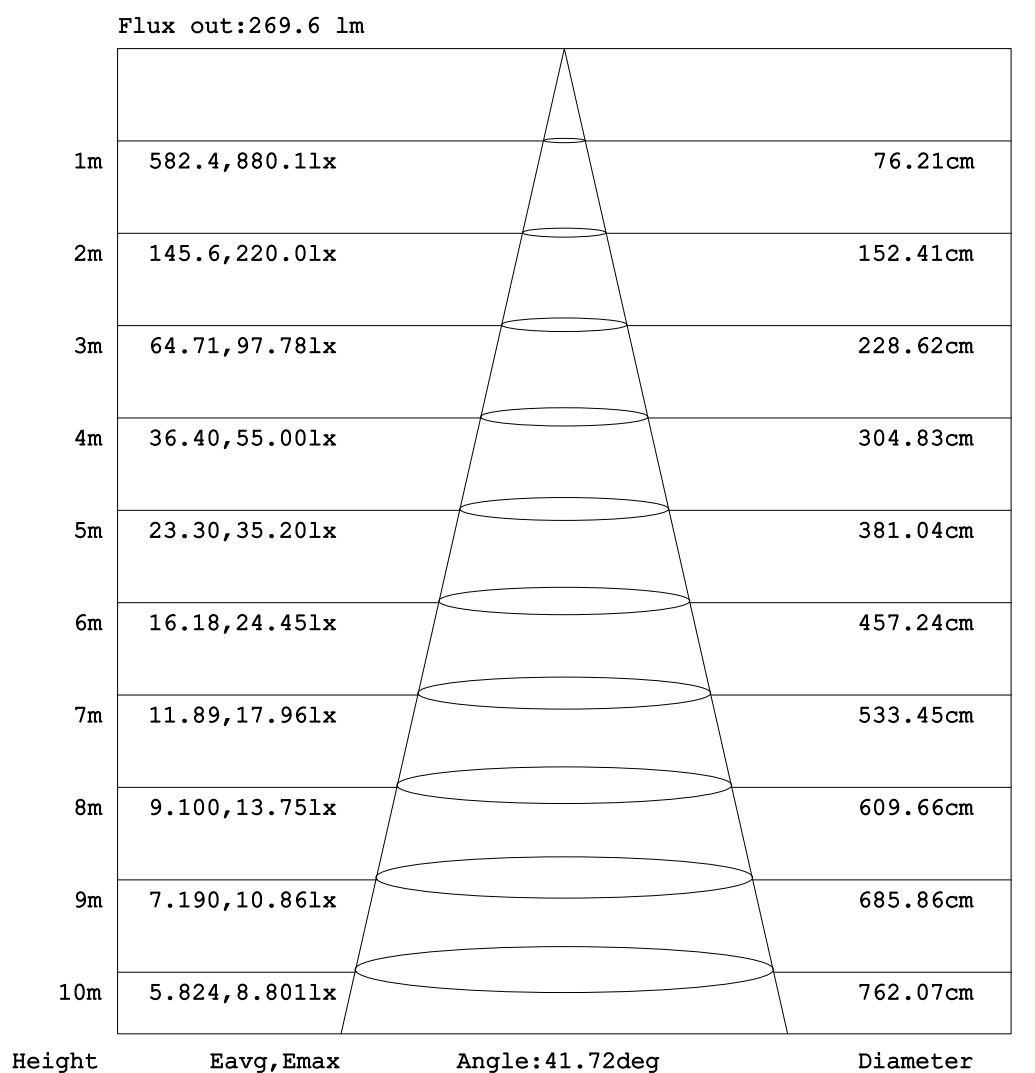 Flux out:269.6 lm
1m 582.4,880.1lx 76.21cm
2m 145.6,220.0lx 152.41cm
3m 64.71,97.78lx 228.62cm
4m 36.40,55.00lx 304.83cm
5m 23.30,35.20lx 381.04cm
6m 16.18,24.45lx 457.24cm
7m 11.89,17.96lx 533.45cm
8m 9.100,13.75lx 609.66cm
9m 7.190,10.86lx 685.86cm
10m 5.824,8.801lx 762.07cm
Height Eavg,Emax Angle:41.72deg Diameter